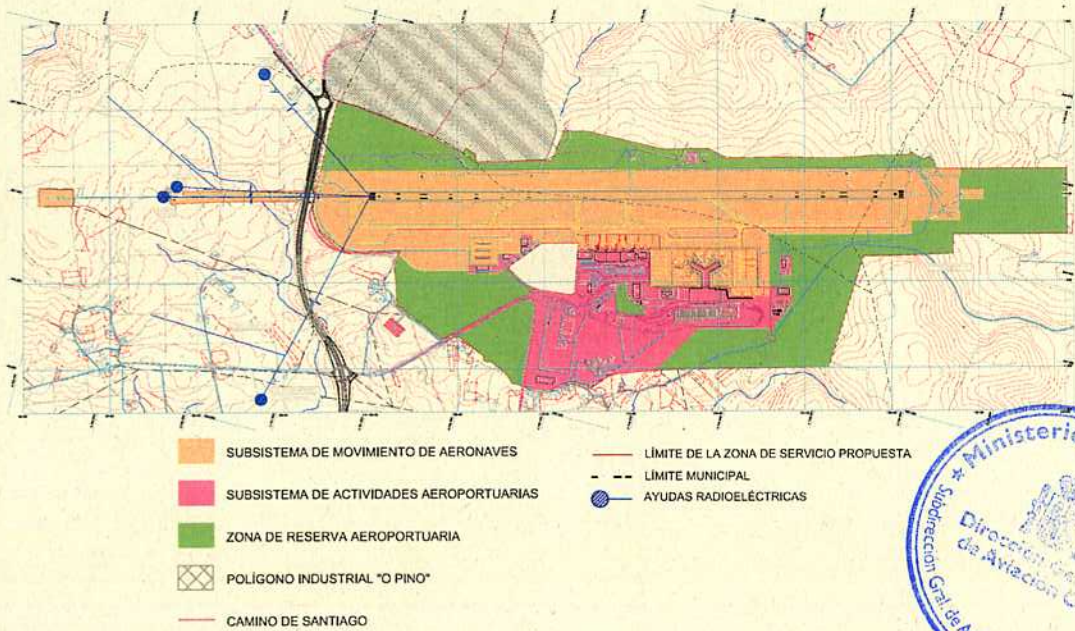 SUBSISTEMA DE MOVIMIENTO DE AERONAVES
SUBSISTEMA DE ACTIVIDADES AEROPORTUARIAS
ZONA DE RESERVA AEROPORTUARIA
POLÍGONO INDUSTRIAL "O PINO"
CAMINO DE SANTIAGO
LÍMITE DE LA ZONA DE SERVICIO PROPUESTA
LÍMITE MUNICIPAL
AYUDAS RADIOELÉCTRICAS
Ministeri
Subdirección Gral. de A
Dirección
de Aviación C